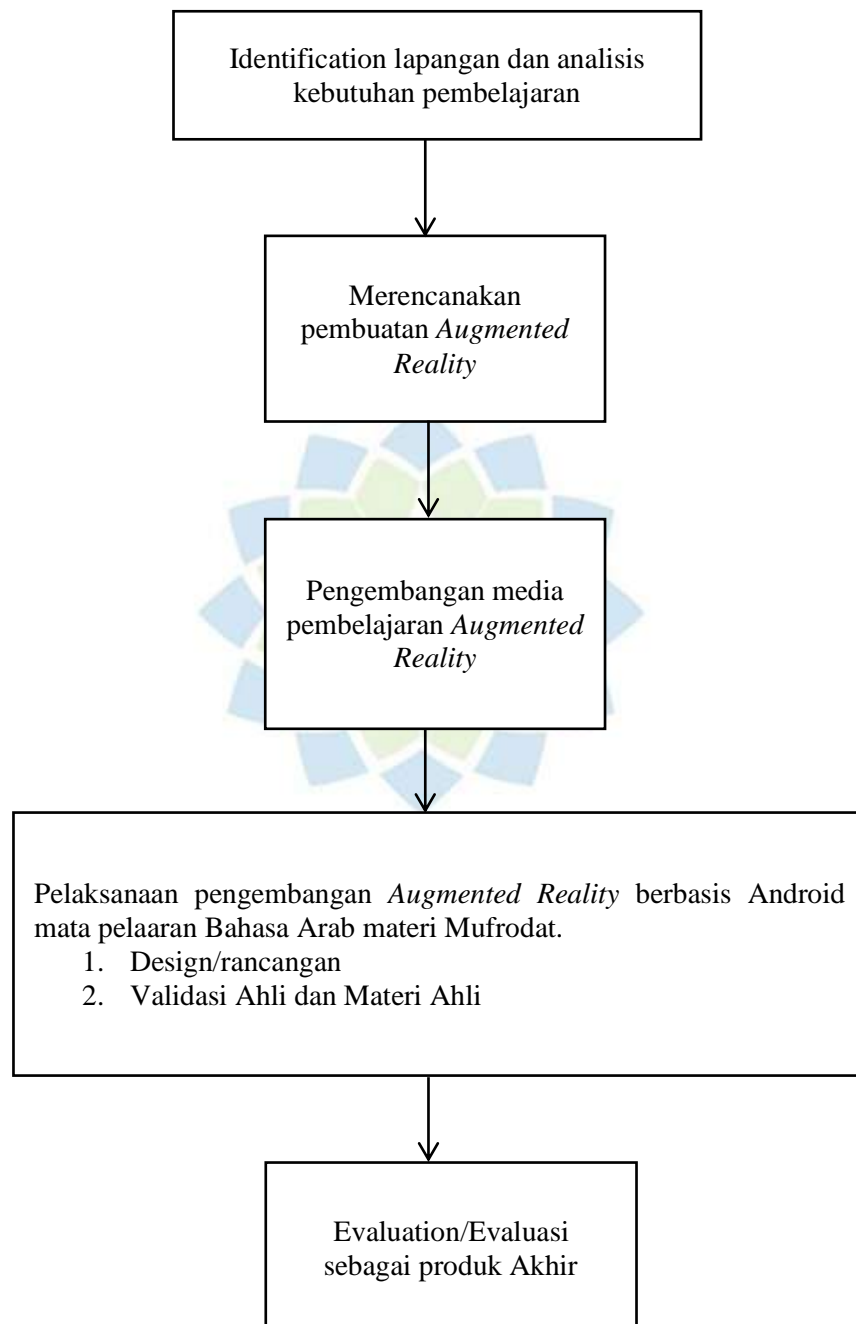 Identification lapangan dan analisis
kebutuhan pembelajaran
Merencanakan
pembuatan Augmented
Reality
Pengembangan media
pembelajaran Augmented
Reality
Pelaksanaan pengembangan Augmented Reality berbasis Android
mata pelaaran Bahasa Arab materi Mufrodat.
1. Design/rancangan
2. Validasi Ahli dan Materi Ahli
Evaluation/Evaluasi
sebagai produk Akhir